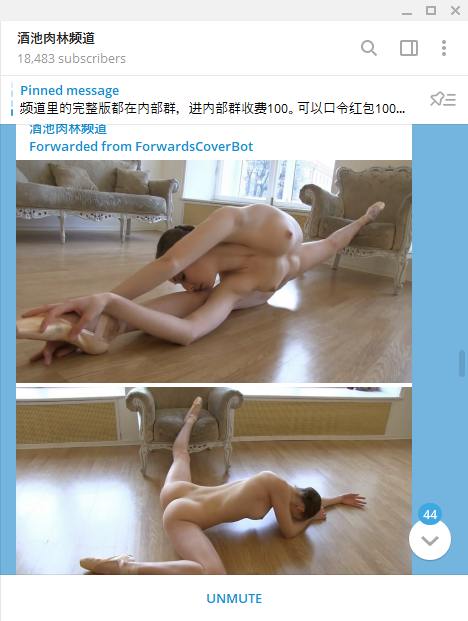 酒池肉林频道
18,483 subscribers
Pinned message
频道里的完整版都在内部群，进内部群收费100。可以口令红包100...
酒池肉林频道
Forwarded from ForwardsCoverBot
44
UNMUTE